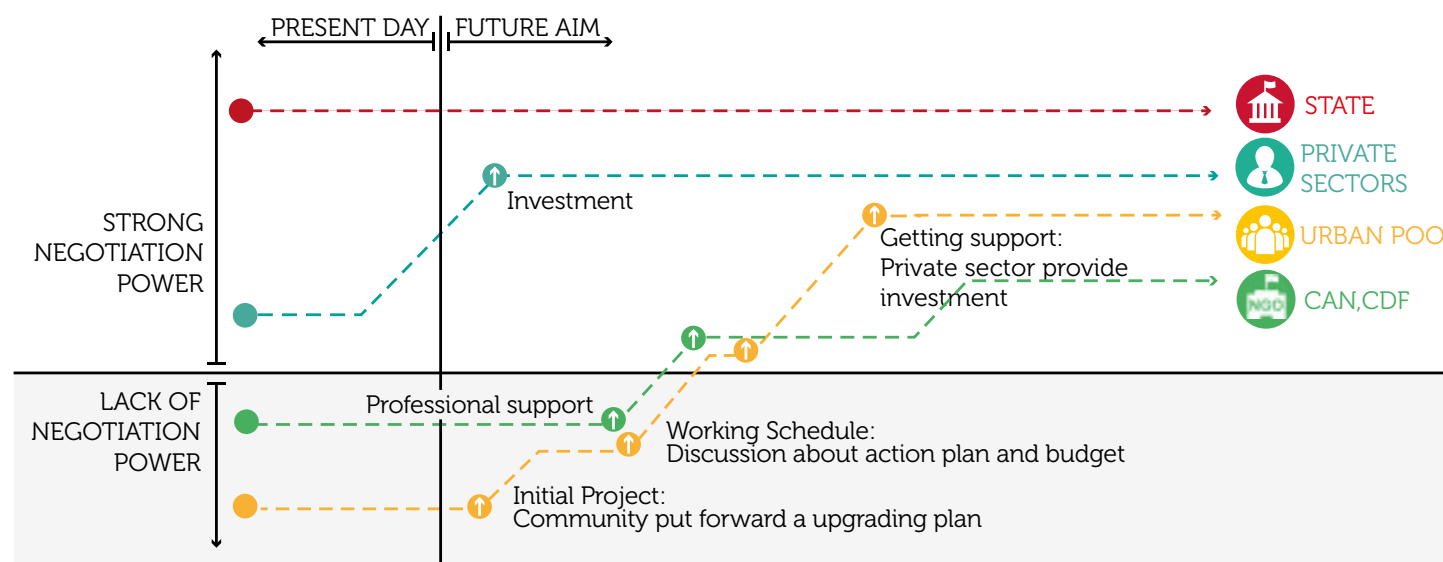 PRESENT DAY
FUTURE AIM
STATE
PRIVATE
SECTORS
Investment
STRONG
NEGOTIATION
POWER
URBAN POO
Getting support:
Private sector provide
investment
NGO
CAN,CDF
LACK OF
NEGOTIATION
POWER
Professional support
Working Schedule:
Discussion about action plan and budget
Initial Project:
Community put forward a upgrading plan